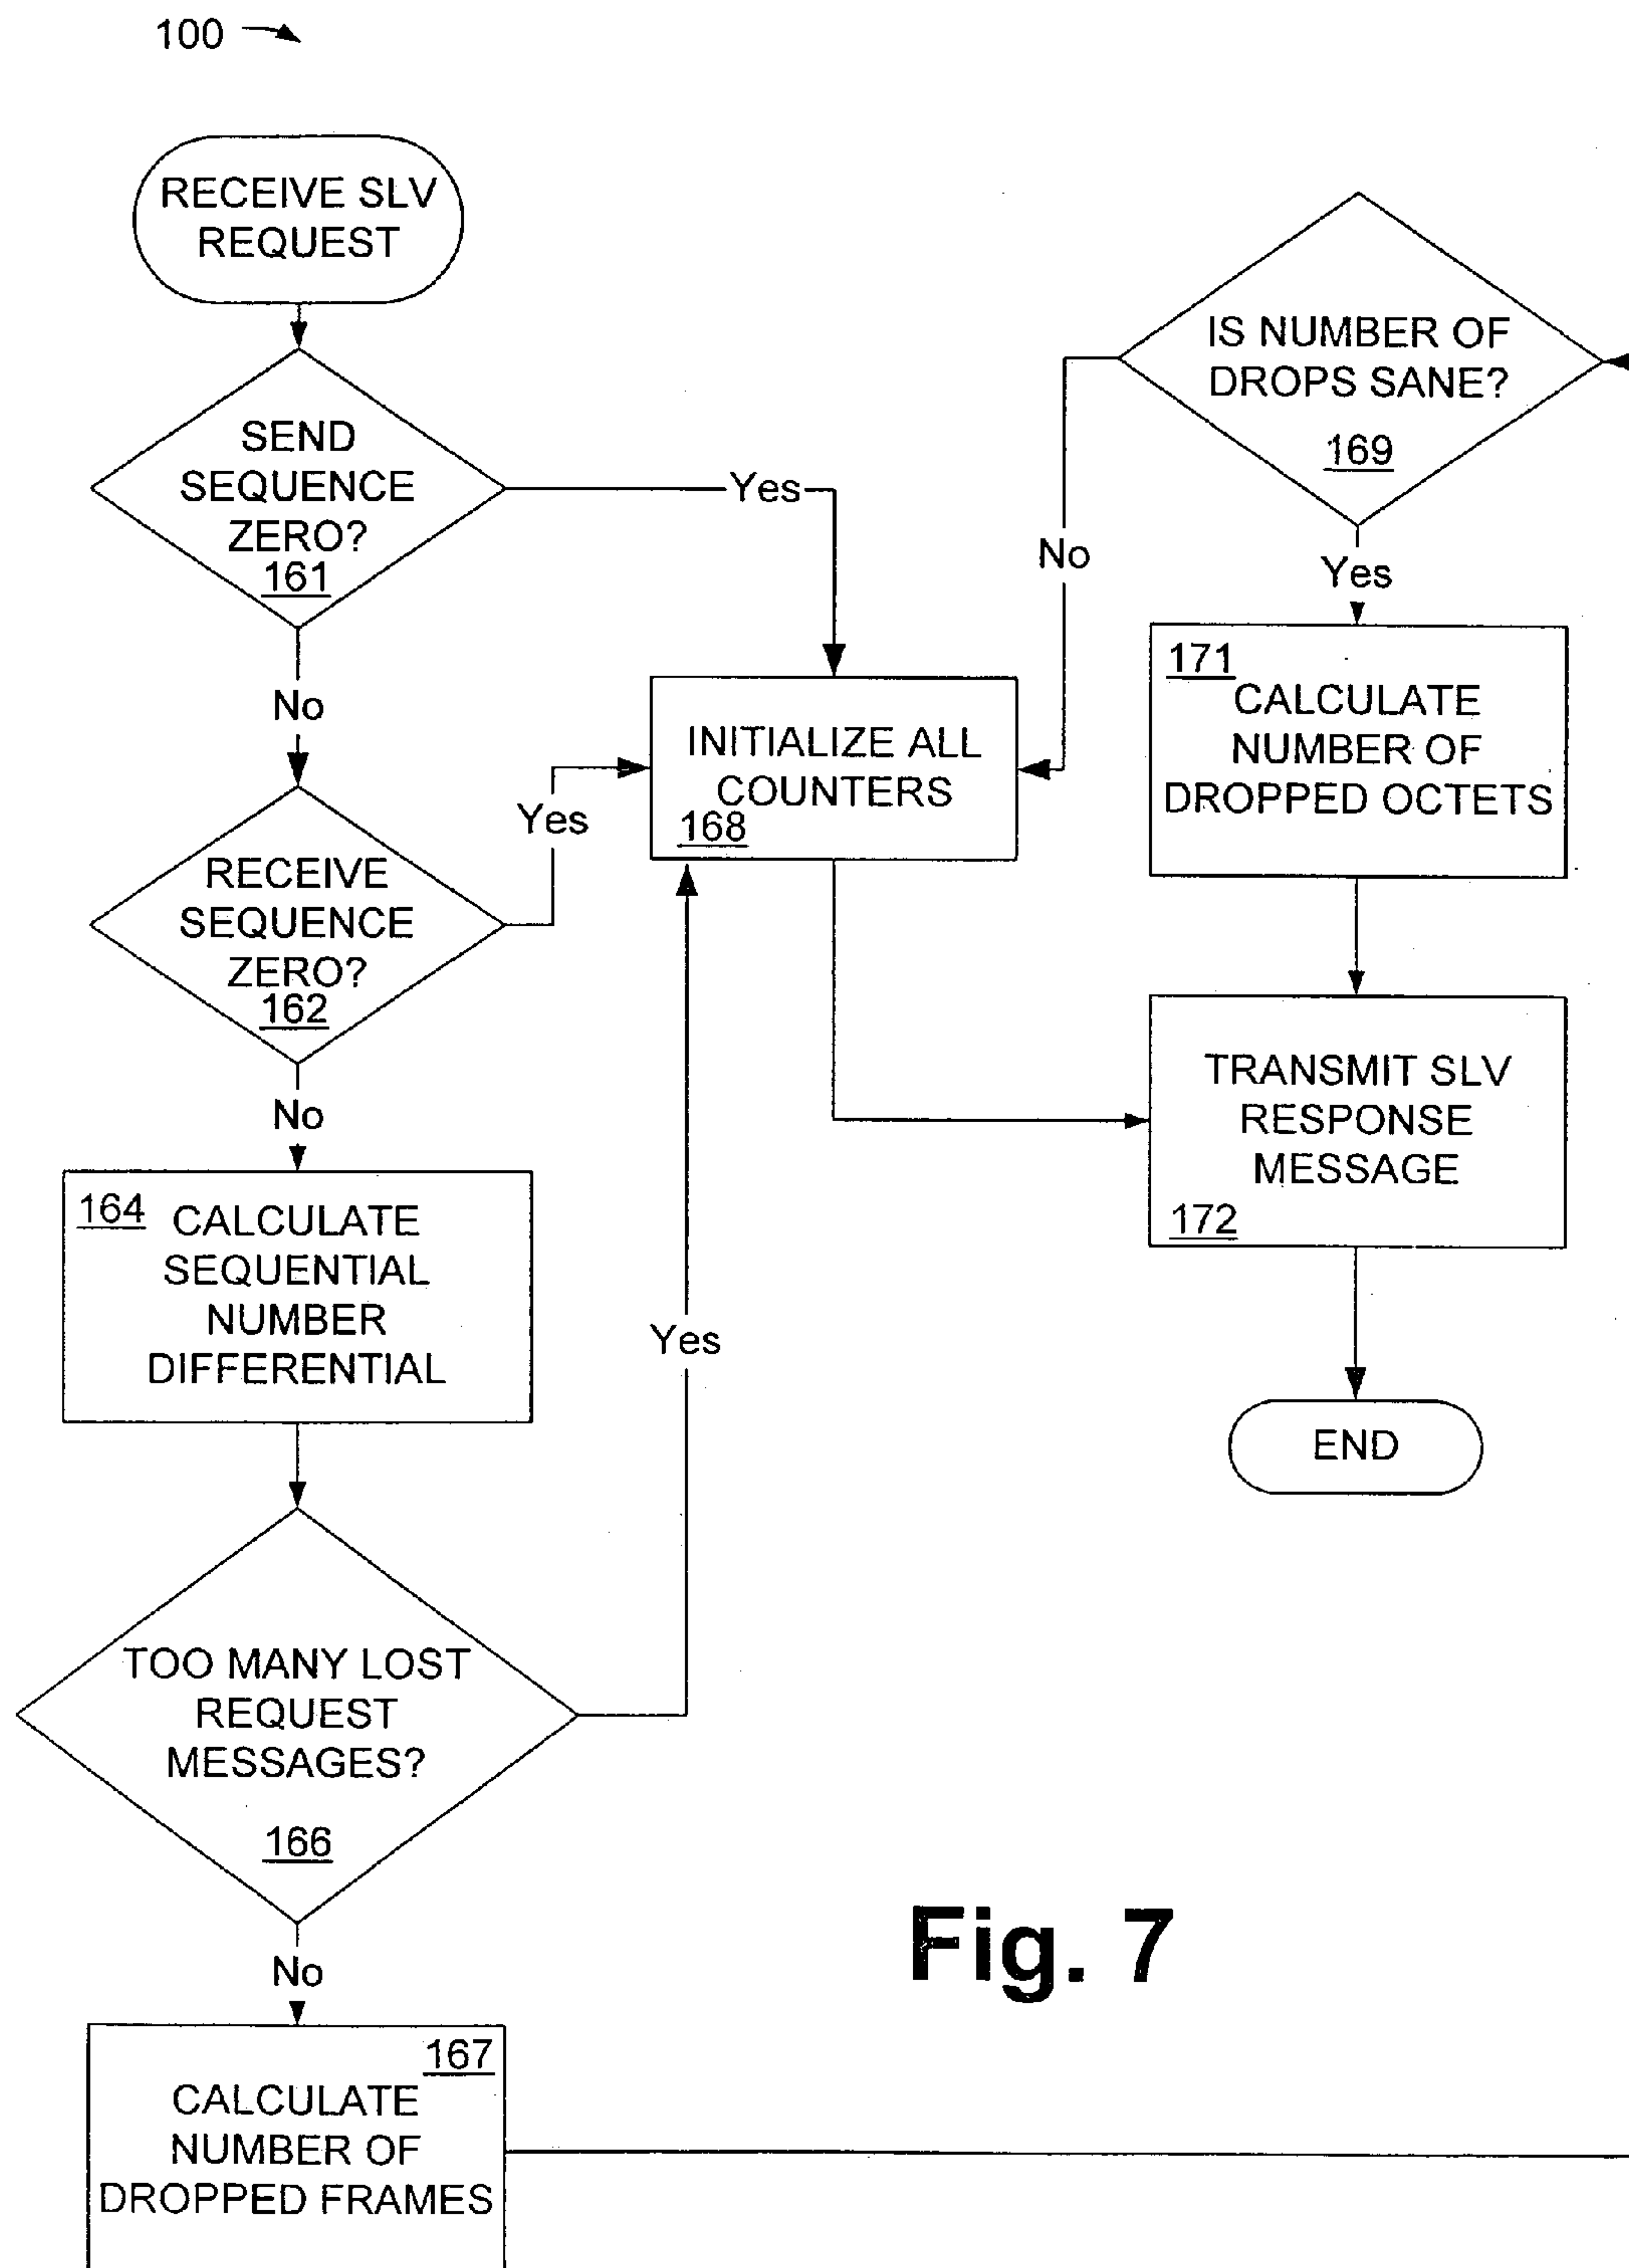 100
RECEIVE SLV
REQUEST
SEND
SEQUENCE
ZERO?
161
Yes
No
RECEIVE
SEQUENCE
ZERO?
162
Yes
No
164 CALCULATE
SEQUENTIAL
NUMBER
DIFFERENTIAL
TOO MANY LOST
REQUEST
MESSAGES?
166
Yes
No
167
CALCULATE
NUMBER OF
DROPPED FRAMES
INITIALIZE ALL
COUNTERS
168
IS NUMBER OF
DROPS SANE?
169
No
Yes
171
CALCULATE
NUMBER OF
DROPPED OCTETS
TRANSMIT SLV
RESPONSE
MESSAGE
172
END
Fig. 7